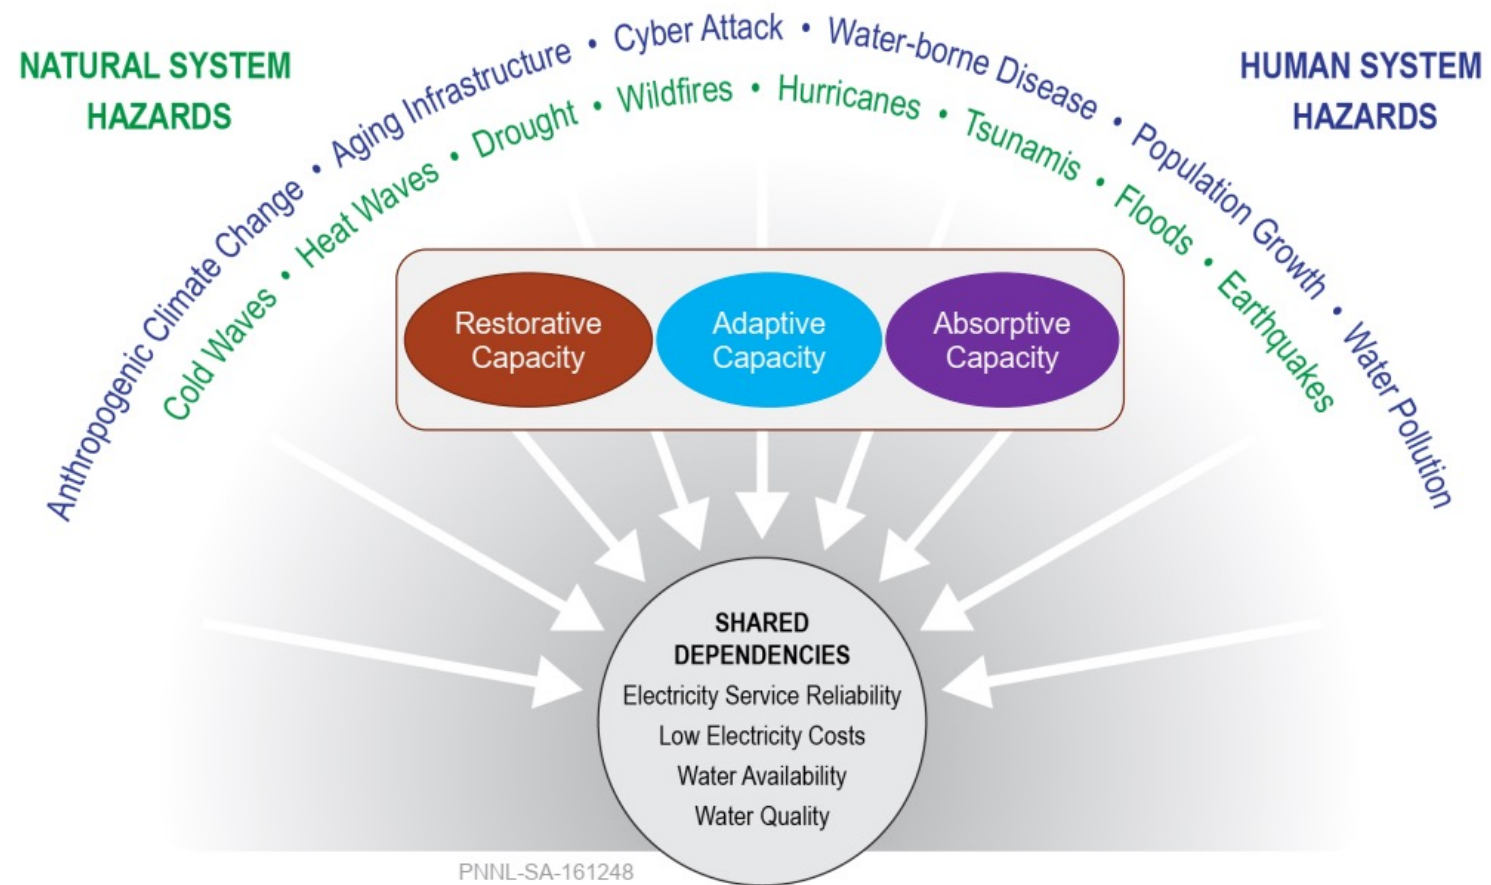 NATURAL SYSTEM
HAZARDS
HUMAN SYSTEM
HAZARDS
Anthropogenic Climate Change • Aging Infrastructure • Cyber Attack • Water-borne Disease • Population Growth • Water Pollution
Cold Waves • Heat Waves • Drought • Wildfires • Hurricanes • Tsunamis • Floods • Earthquakes
Restorative
Capacity
Adaptive
Capacity
Absorptive
Capacity
SHARED
DEPENDENCIES
Electricity Service Reliability
Low Electricity Costs
Water Availability
Water Quality
PNNL-SA-161248